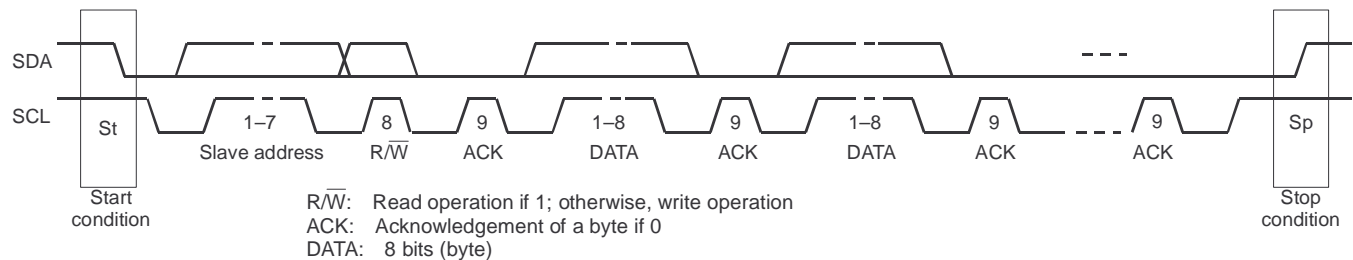 SDA
SCL
St
1–7
8
9
1–8
9
1–8
9
9
Sp
Slave address
R/W̅
ACK
DATA
ACK
DATA
ACK
ACK
Start
condition
Stop
condition
R/W̅: Read operation if 1; otherwise, write operation
ACK: Acknowledgement of a byte if 0
DATA: 8 bits (byte)